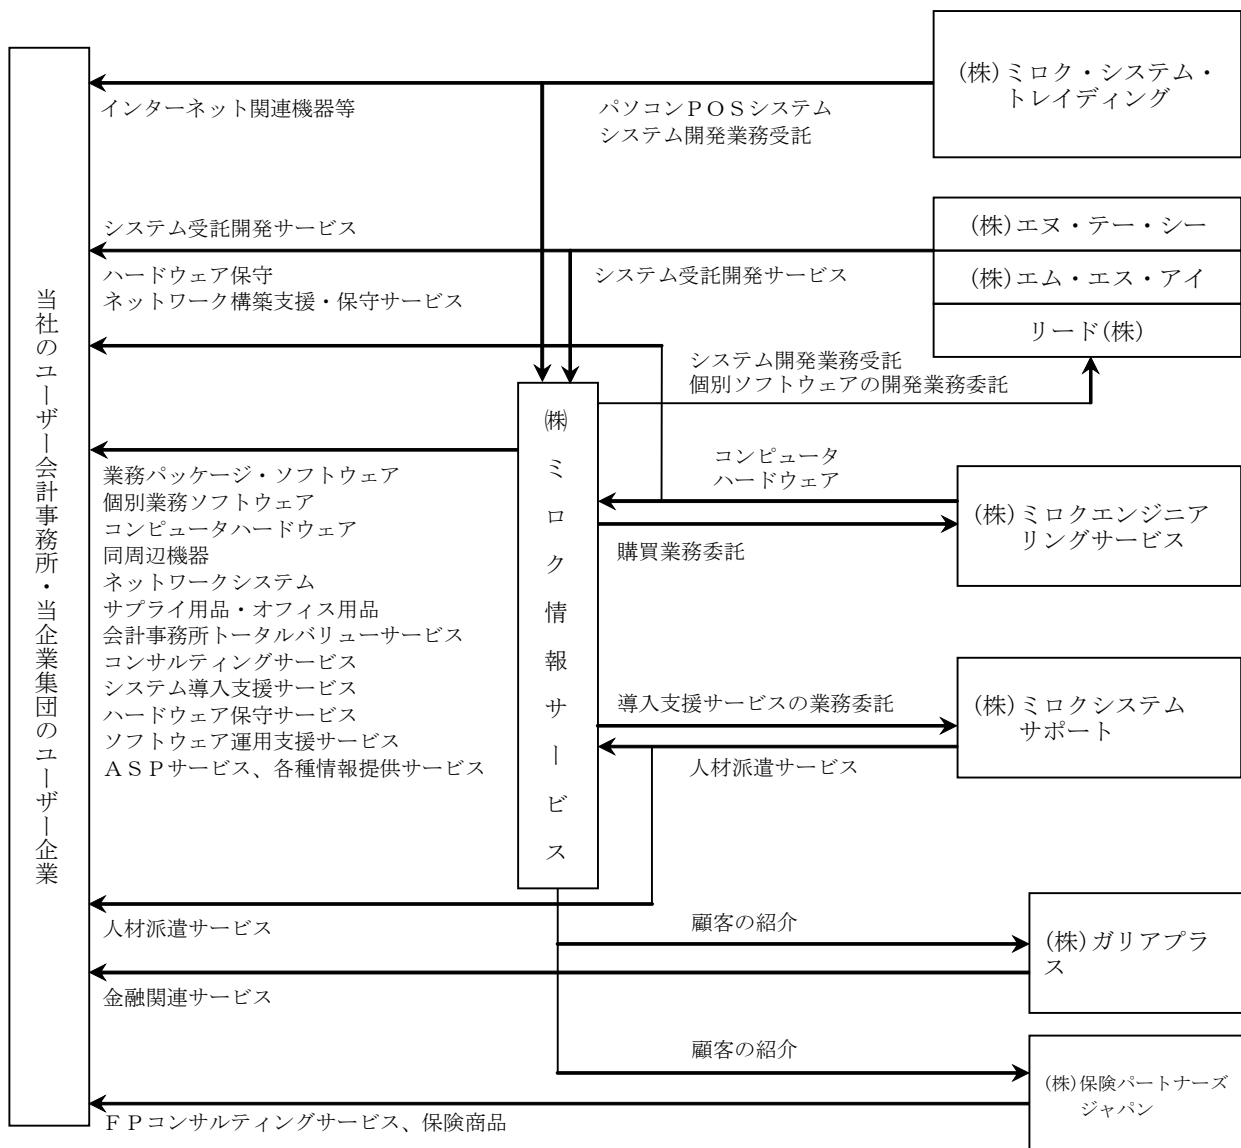 (株)ミロク・システム・
トレイディング
インターネット関連機器等
パソコンＰＯＳシステム
システム開発業務受託
システム受託開発サービス
(株)エヌ・テー・シー
ハードウェア保守
ネットワーク構築支援・保守サービス
システム受託開発サービス
(株)エム・エス・アイ
リード(株)
当社のユーザー会計事務所・当企業集団のユーザー企業
システム開発業務受託
個別ソフトウェアの開発業務委託
㈱ミロク情報サービス
業務パッケージ・ソフトウェア
個別業務ソフトウェア
コンピュータハードウェア
同周辺機器
ネットワークシステム
サプライ用品・オフィス用品
会計事務所トータルバリューサービス
コンサルティングサービス
システム導入支援サービス
ハードウェア保守サービス
ソフトウェア運用支援サービス
ＡＳＰサービス、各種情報提供サービス
コンピュータ
ハードウェア
購買業務委託
(株)ミロクエンジニア
リングサービス
導入支援サービスの業務委託
人材派遣サービス
(株)ミロクシステム
サポート
人材派遣サービス
顧客の紹介
(株)ガリアプラ
ス
金融関連サービス
顧客の紹介
(株)保険パートナーズ
ジャパン
ＦＰコンサルティングサービス、保険商品